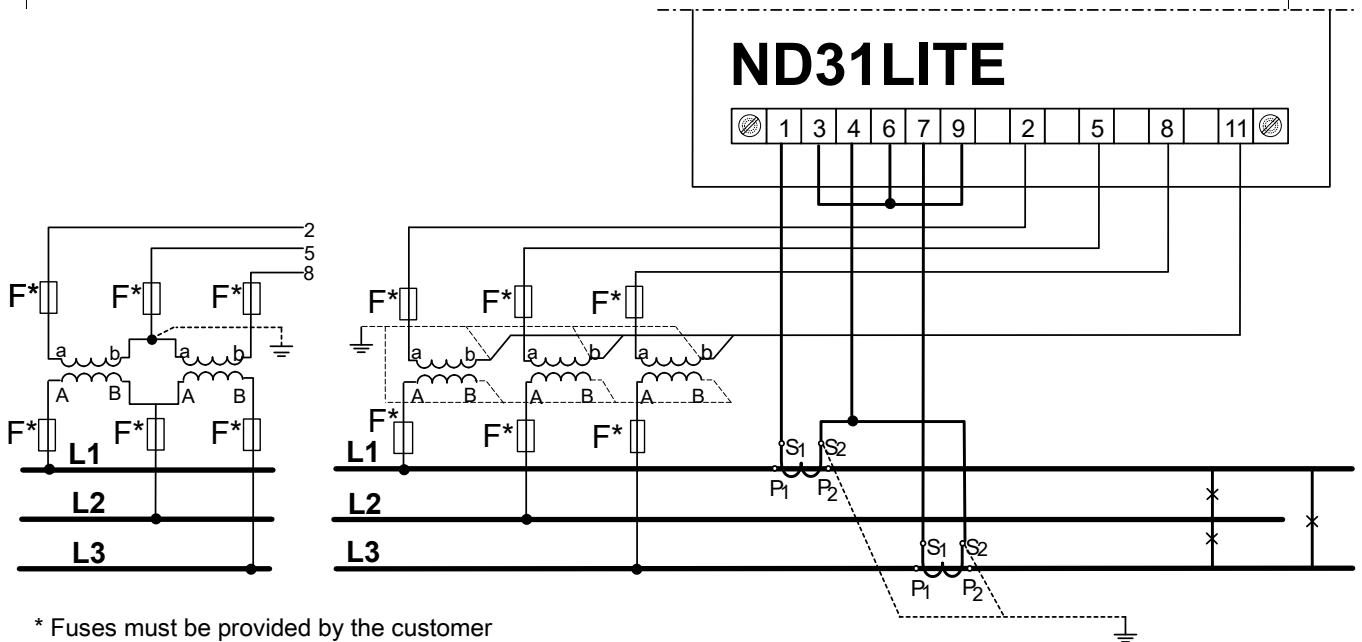 ND31LITE
1 3 4 6 7 9 2 5 8 11
2
5
8
F* F* F*
F* F* F*
a b a b
A B A B
a b a b b
A B A B A B
F* F* F*
F* F* F*
L1
L2
L3
L1
L2
L3
S1 S2
P1 P2
S1 S2
P1 P2
* Fuses must be provided by the customer